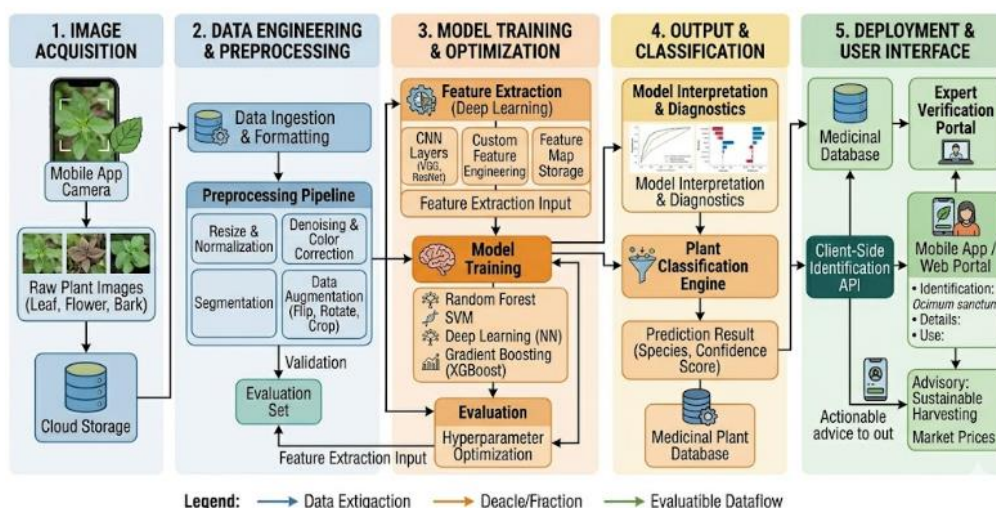 1. IMAGE
ACQUISITION
Mobile App
Camera
Raw Plant Images
(Leaf, Flower, Bark)
Cloud Storage
2. DATA ENGINEERING
& PREPROCESSING
Data Ingestion
& Formatting
Preprocessing Pipeline
Resize &
Normalization
Denoising &
Color
Correction
Segmentation
Data
Augmentation
(Flip, Rotate,
Crop)
Validation
Evaluation
Set
Feature Extraction Input
3. MODEL TRAINING
& OPTIMIZATION
Feature Extraction
(Deep Learning)
CNN
Layers
(VGG,
ResNet)
Custom
Feature
Engineering
Feature
Map
Storage
Feature Extraction Input
Model
Training
Random Forest
SVM
Deep Learning (NN)
Gradient Boosting
(XGBoost)
Evaluation
Hyperparameter
Optimization
4. OUTPUT &
CLASSIFICATION
Model Interpretation
& Diagnostics
Model Interpretation
& Diagnostics
Plant
Classification
Engine
Prediction Result
(Species, Confidence
Score)
Medicinal Plant
Database
5. DEPLOYMENT &
USER INTERFACE
Medicinal
Database
Expert
Verification
Portal
Client-Side
Identification
API
Mobile App /
Web Portal
• Identification:
Ocimum sanctum
• Details:
• Use:
Actionable
advice to out
Advisory:
Sustainable
Harvesting
Market Prices
Legend:
Data Extigaction
Deacle/Fraction
Evaluatible Dataflow